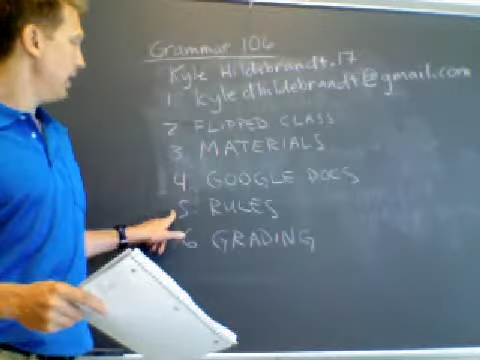 Grammar 106
Kyle Hildebrandt.17
1 kyledhildebrandt@gmail.com
2 FLIPPED CLASS
3 MATERIALS
4 GOOGLE DOCS
5 RULES
6 GRADING